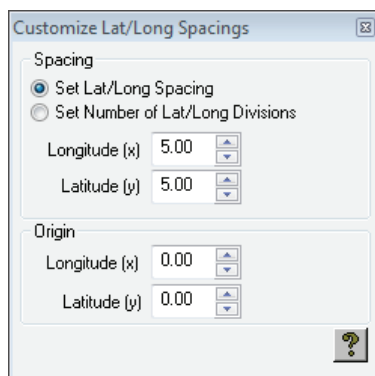 Customize Lat/Long Spacings
Spacing
Set Lat/Long Spacing
Set Number of Lat/Long Divisions
Longitude (x) 5.00
Latitude (y) 5.00
Origin
Longitude (x) 0.00
Latitude (y) 0.00
?